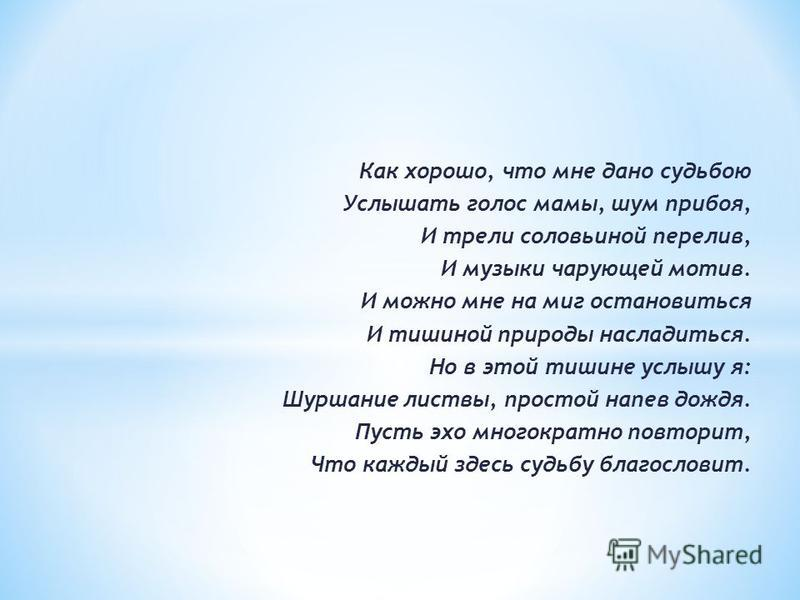 Как хорошо, что мне дано судьбою
Услышать голос мамы, шум прибоя,
И трели соловьиной перелив,
И музыки чарующей мотив.
И можно мне на миг остановиться
И тишиной природы насладиться.
Но в этой тишине услышу я:
Шуршание листвы, простой напев дождя.
Пусть эхо многократно повторит,
Что каждый здесь судьбу благословит.
MyShared